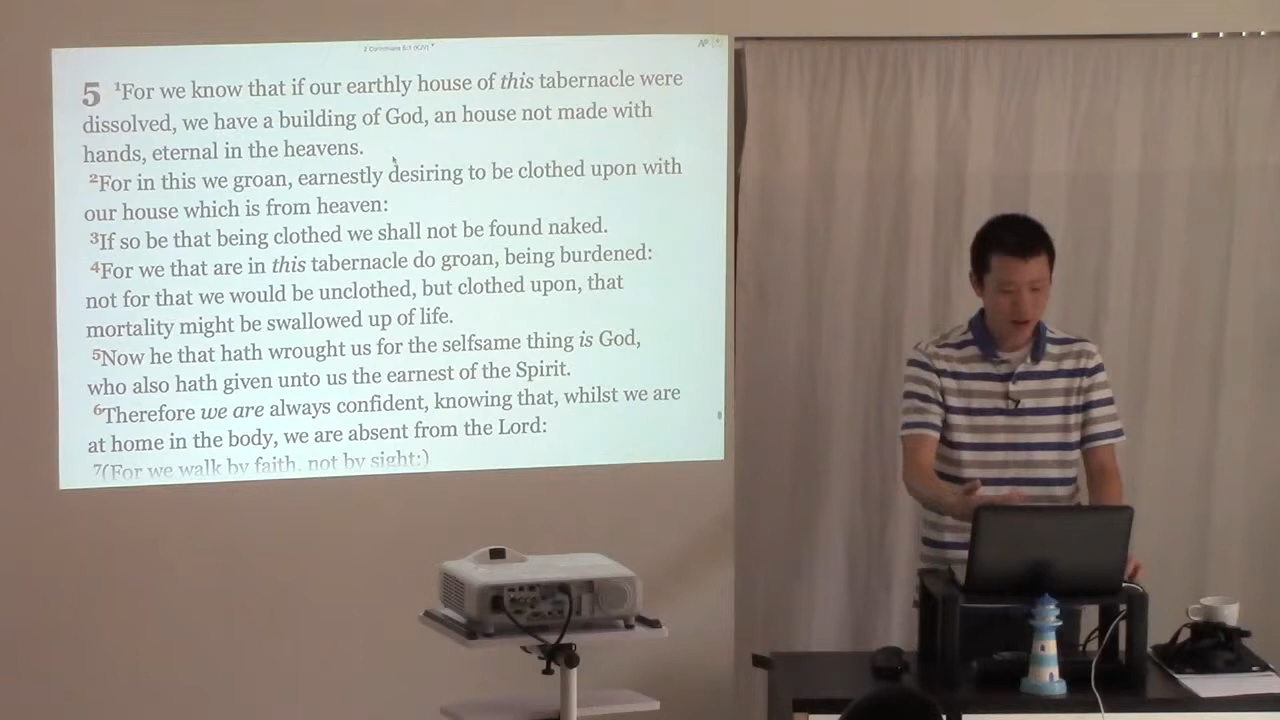 2 Corinthians 5:1 (KJV)
5 1For we know that if our earthly house of this tabernacle were
dissolved, we have a building of God, an house not made with
hands, eternal in the heavens.
2For in this we groan, earnestly desiring to be clothed upon with
our house which is from heaven:
3If so be that being clothed we shall not be found naked.
4For we that are in this tabernacle do groan, being burdened:
not for that we would be unclothed, but clothed upon, that
mortality might be swallowed up of life.
5Now he that hath wrought us for the selfsame thing is God,
who also hath given unto us the earnest of the Spirit.
6Therefore we are always confident, knowing that, whilst we are
at home in the body, we are absent from the Lord:
7(For we walk by faith, not by sight:)